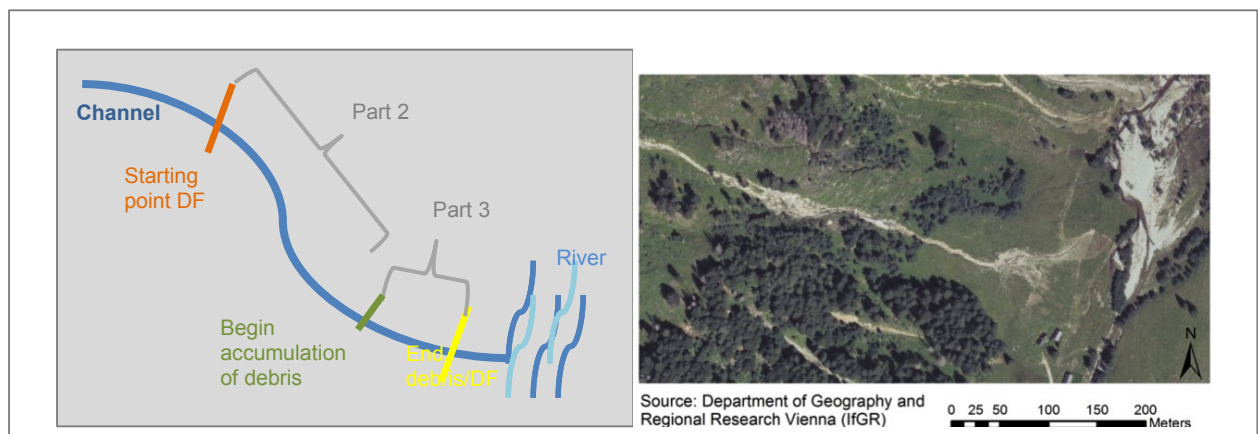 Channel
Part 2
Starting
point DF
Part 3
River
Begin
accumulation
of debris
End
debris/DF
N
Source: Department of Geography and
Regional Research Vienna (IfGR)
0 25 50 100 150 200
Meters